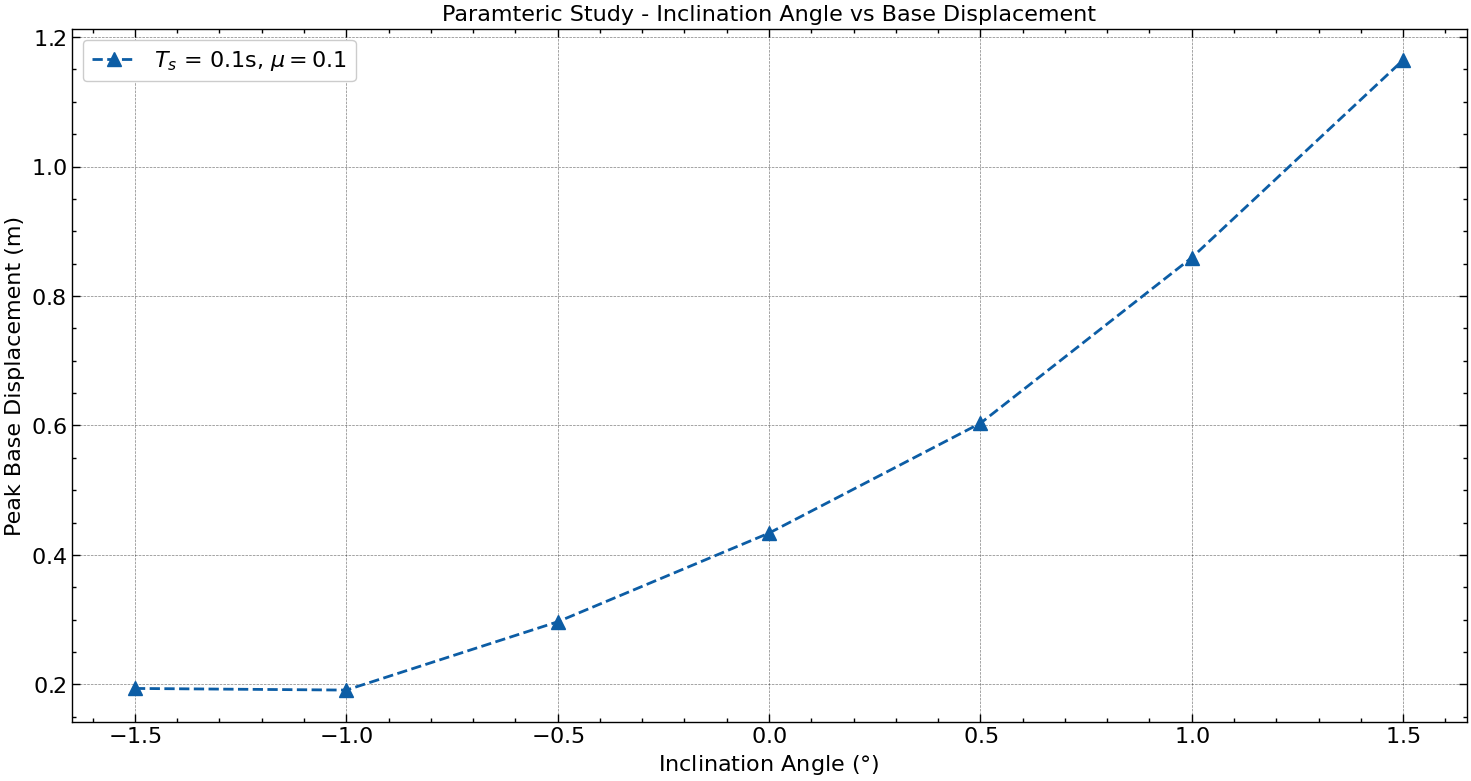 Paramteric Study - Inclination Angle vs Base Displacement
T_s = 0.1s, μ = 0.1
Peak Base Displacement (m)
1.2
1.0
0.8
0.6
0.4
0.2
−1.5 −1.0 −0.5 0.0 0.5 1.0 1.5
Inclination Angle (°)